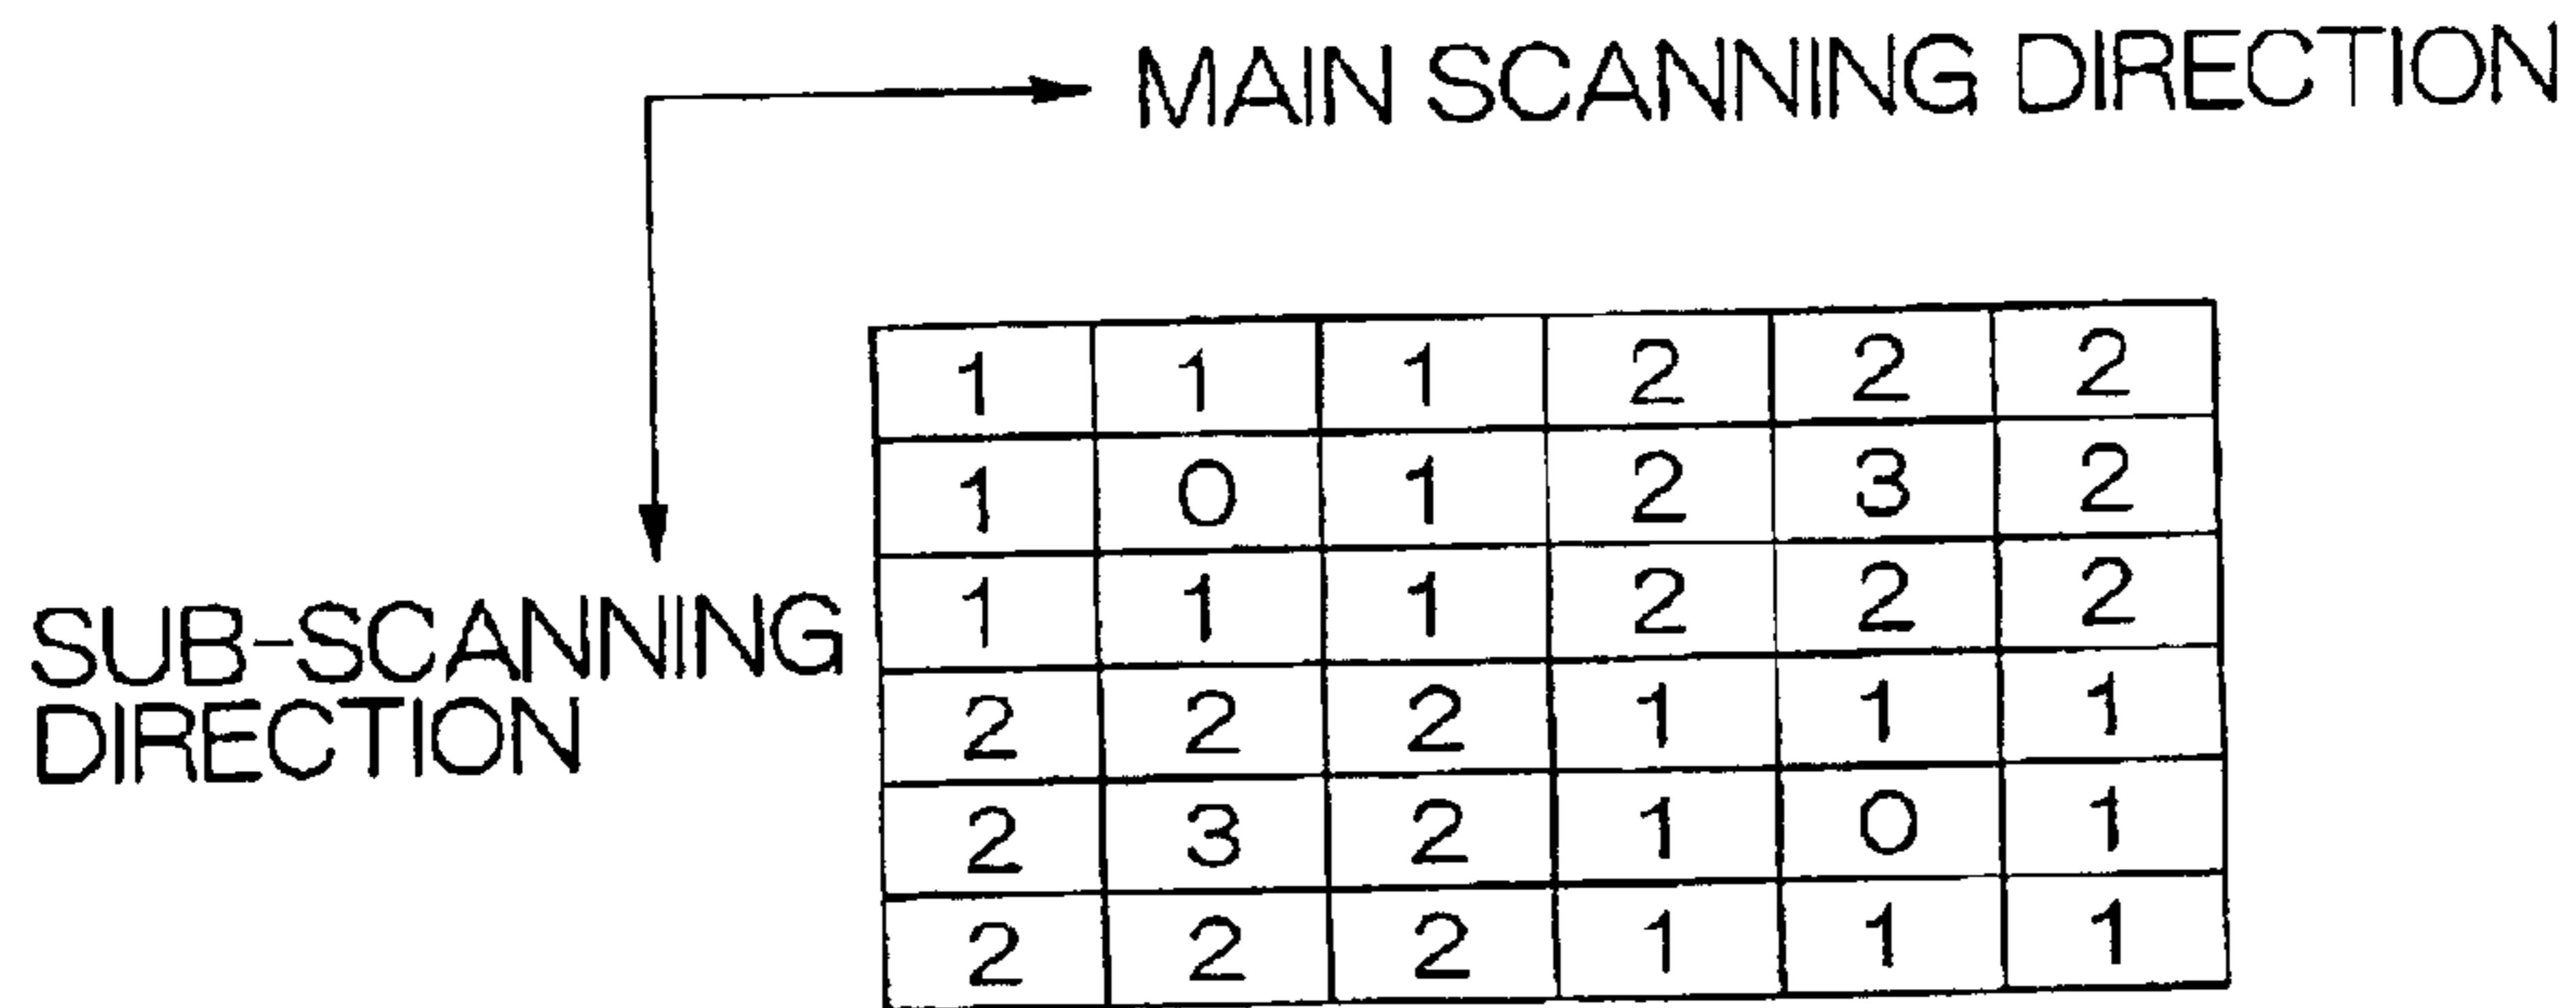 MAIN SCANNING DIRECTION
1 1 1 2 2 2
1 0 1 2 3 2
1 1 1 2 2 2
SUB-SCANNING
DIRECTION
2 2 2 1 1 1
2 3 2 1 0 1
2 2 2 1 1 1